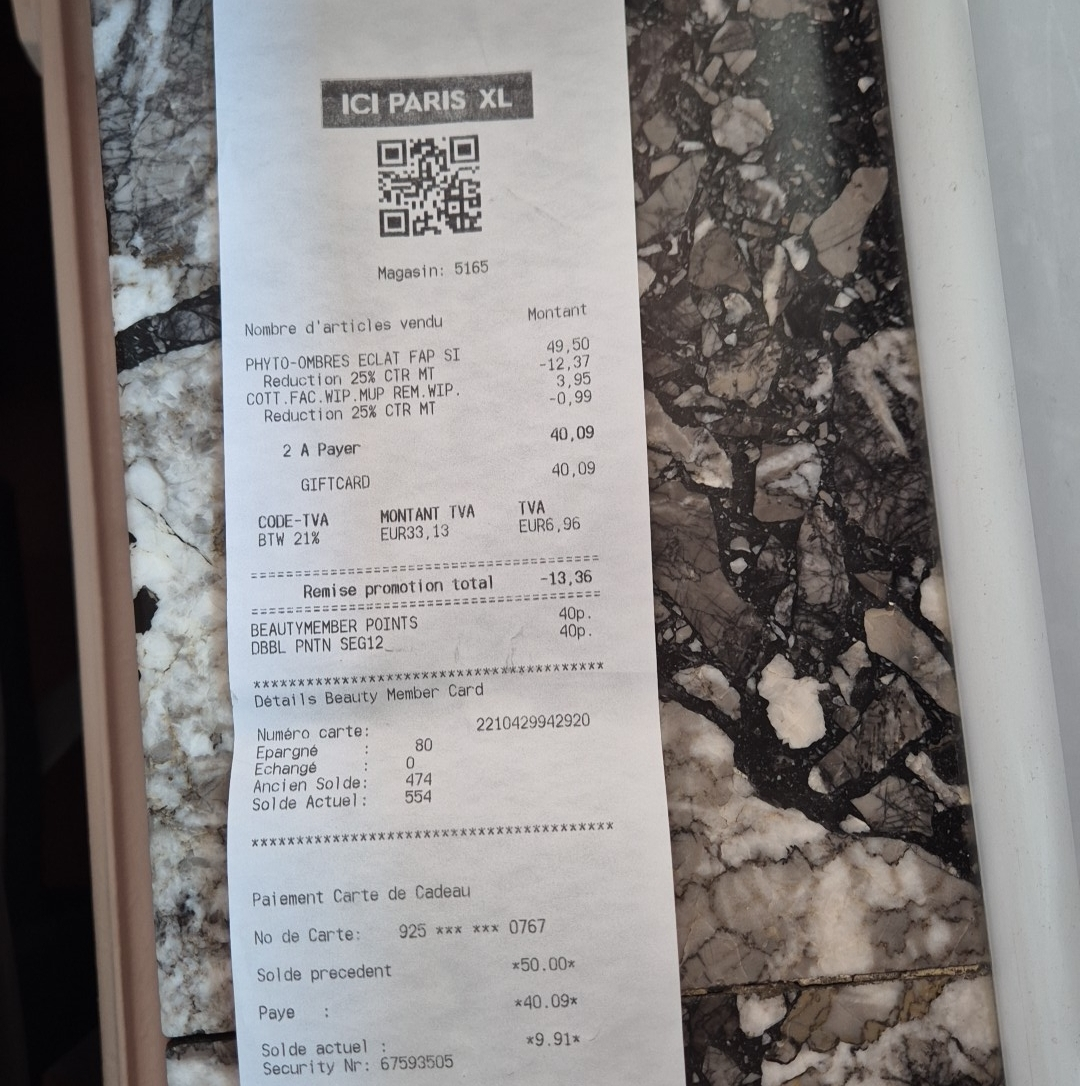 ICI PARIS XL
Magasin: 5165
Nombre d'articles vendu Montant
PHYTO-OMBRES ECLAT FAP SI 49,50
Reduction 25% CTR MT -12,37
COTT.FAC.WIP.MUP REM.WIP. 3,95
Reduction 25% CTR MT -0,99
2 A Payer 40,09
GIFTCARD 40,09
CODE-TVA MONTANT TVA TVA
BTW 21% EUR33,13 EUR6,96
========================================
Remise promotion total -13,36
========================================
BEAUTYMEMBER POINTS 40p.
DBBL PNTN SEG12_ 40p.
****************************************
Détails Beauty Member Card
Numéro carte: 2210429942920
Epargné : 80
Echangé : 0
Ancien Solde: 474
Solde Actuel: 554
****************************************
Paiement Carte de Cadeau
No de Carte: 925 *** *** 0767
Solde precedent *50.00*
Paye : *40.09*
Solde actuel : *9.91*
Security Nr: 67593505